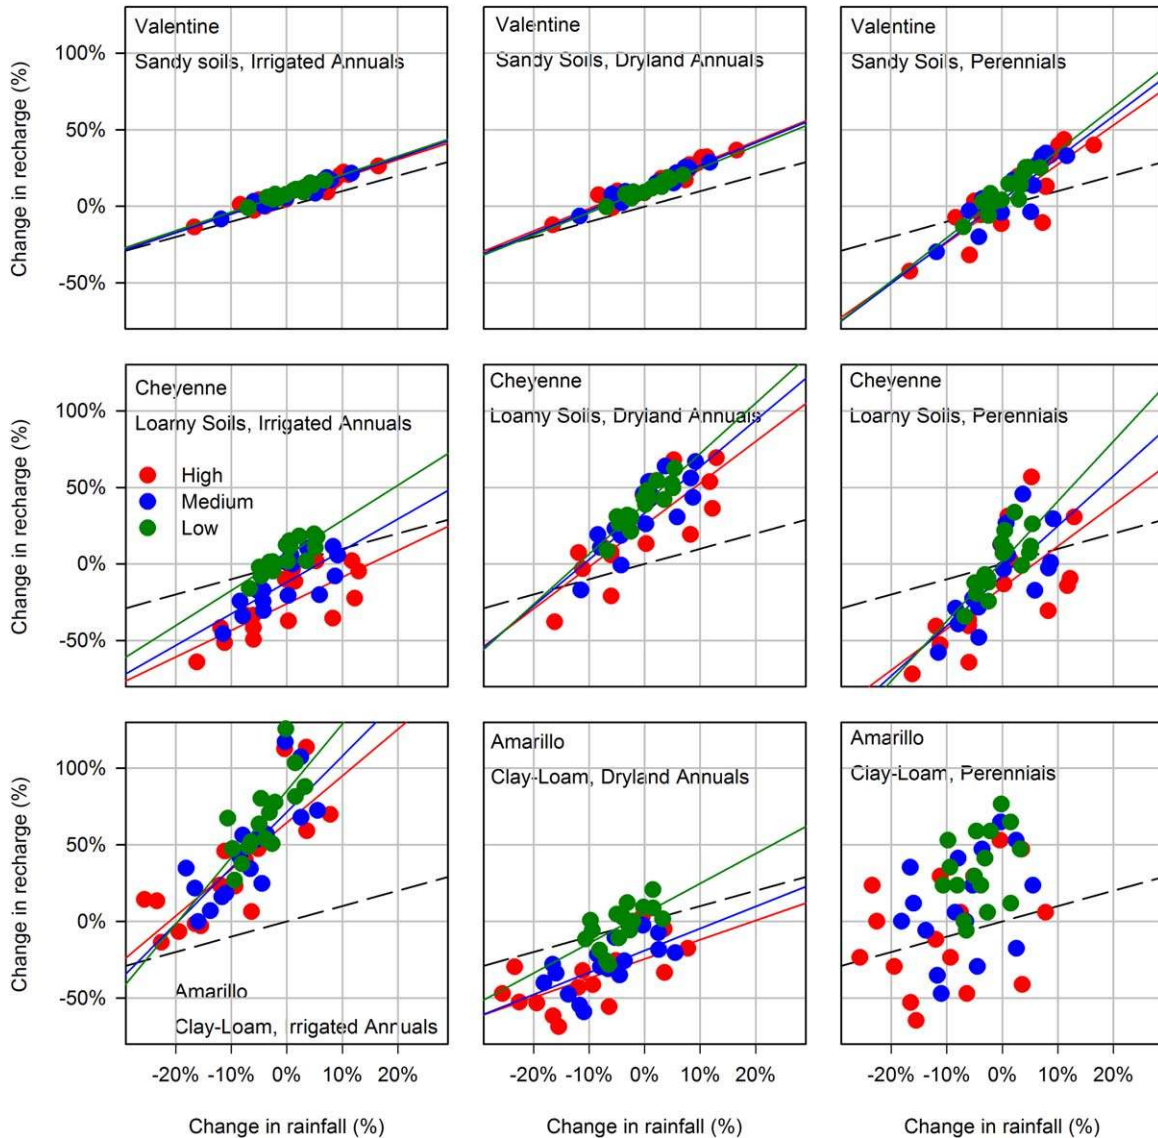 Valentine
Sandy soils, Irrigated Annuals
Valentine
Sandy Soils, Dryland Annuals
Valentine
Sandy Soils, Perennials
100%
50%
0%
-50%
Change in recharge (%)
Cheyenne
Loamy Soils, Irrigated Annuals
High
Medium
Low
Cheyenne
Loamy Soils, Dryland Annuals
Cheyenne
Loamy Soils, Perennials
100%
50%
0%
-50%
Change in recharge (%)
Amarillo
Clay-Loam, Irrigated Annuals
Amarillo
Clay-Loam, Dryland Annuals
Amarillo
Clay-Loam, Perennials
100%
50%
0%
-50%
Change in recharge (%)
-20% -10% 0% 10% 20%
-20% -10% 0% 10% 20%
-20% -10% 0% 10% 20%
Change in rainfall (%)
Change in rainfall (%)
Change in rainfall (%)